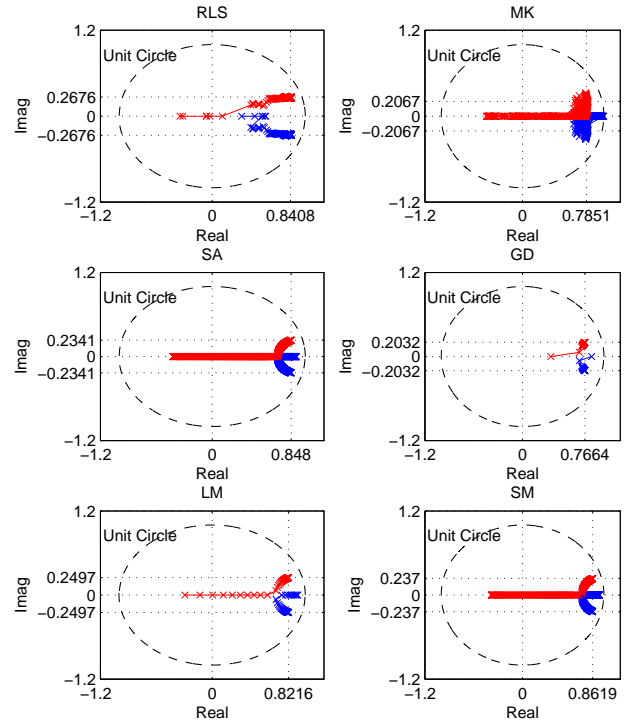 RLS
1.2
Unit Circle
0.2676
0
−0.2676
−1.2
−1.2
0
0.8408
Real
Imag
MK
1.2
Unit Circle
0.2067
0
−0.2067
−1.2
−1.2
0
0.7851
Real
Imag
SA
1.2
Unit Circle
0.2341
0
−0.2341
−1.2
−1.2
0
0.848
Real
Imag
GD
1.2
Unit Circle
0.2032
0
−0.2032
−1.2
−1.2
0
0.7664
Real
Imag
LM
1.2
Unit Circle
0.2497
0
−0.2497
−1.2
−1.2
0
0.8216
Real
Imag
SM
1.2
Unit Circle
0.237
0
−0.237
−1.2
−1.2
0
0.8619
Real
Imag